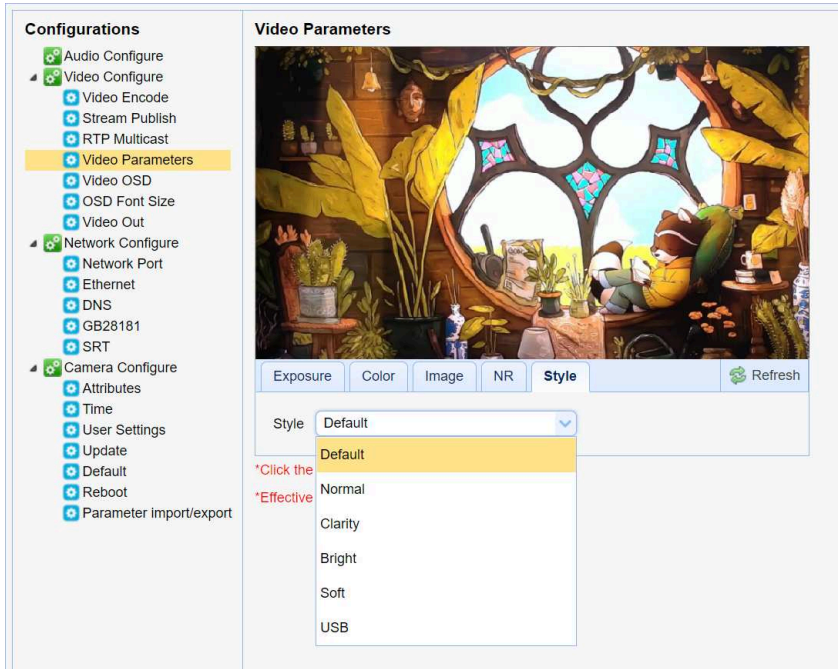 Configurations
Audio Configure
Video Configure
Video Encode
Stream Publish
RTP Multicast
Video Parameters
Video OSD
OSD Font Size
Video Out
Network Configure
Network Port
Ethernet
DNS
GB28181
SRT
Camera Configure
Attributes
Time
User Settings
Update
Default
Reboot
Parameter import/export
Video Parameters
Exposure Color Image NR Style Refresh
Style Default
Default
Normal
Clarity
Bright
Soft
USB
*Click the
*Effective